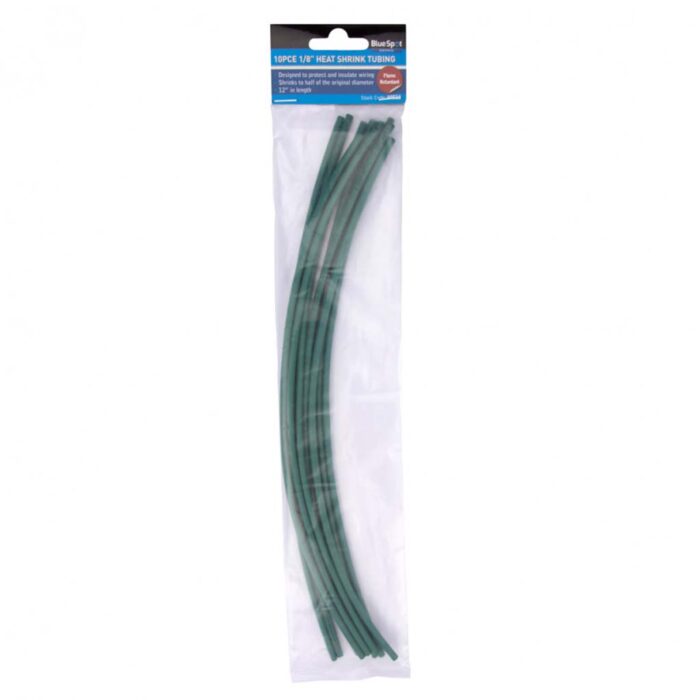 BlueSpot
10PCE 1/8" HEAT SHRINK TUBING
Designed to protect and insulate wiring
Shrinks to half of the original diameter
12" in length
Flame
Retardant
Stock Code